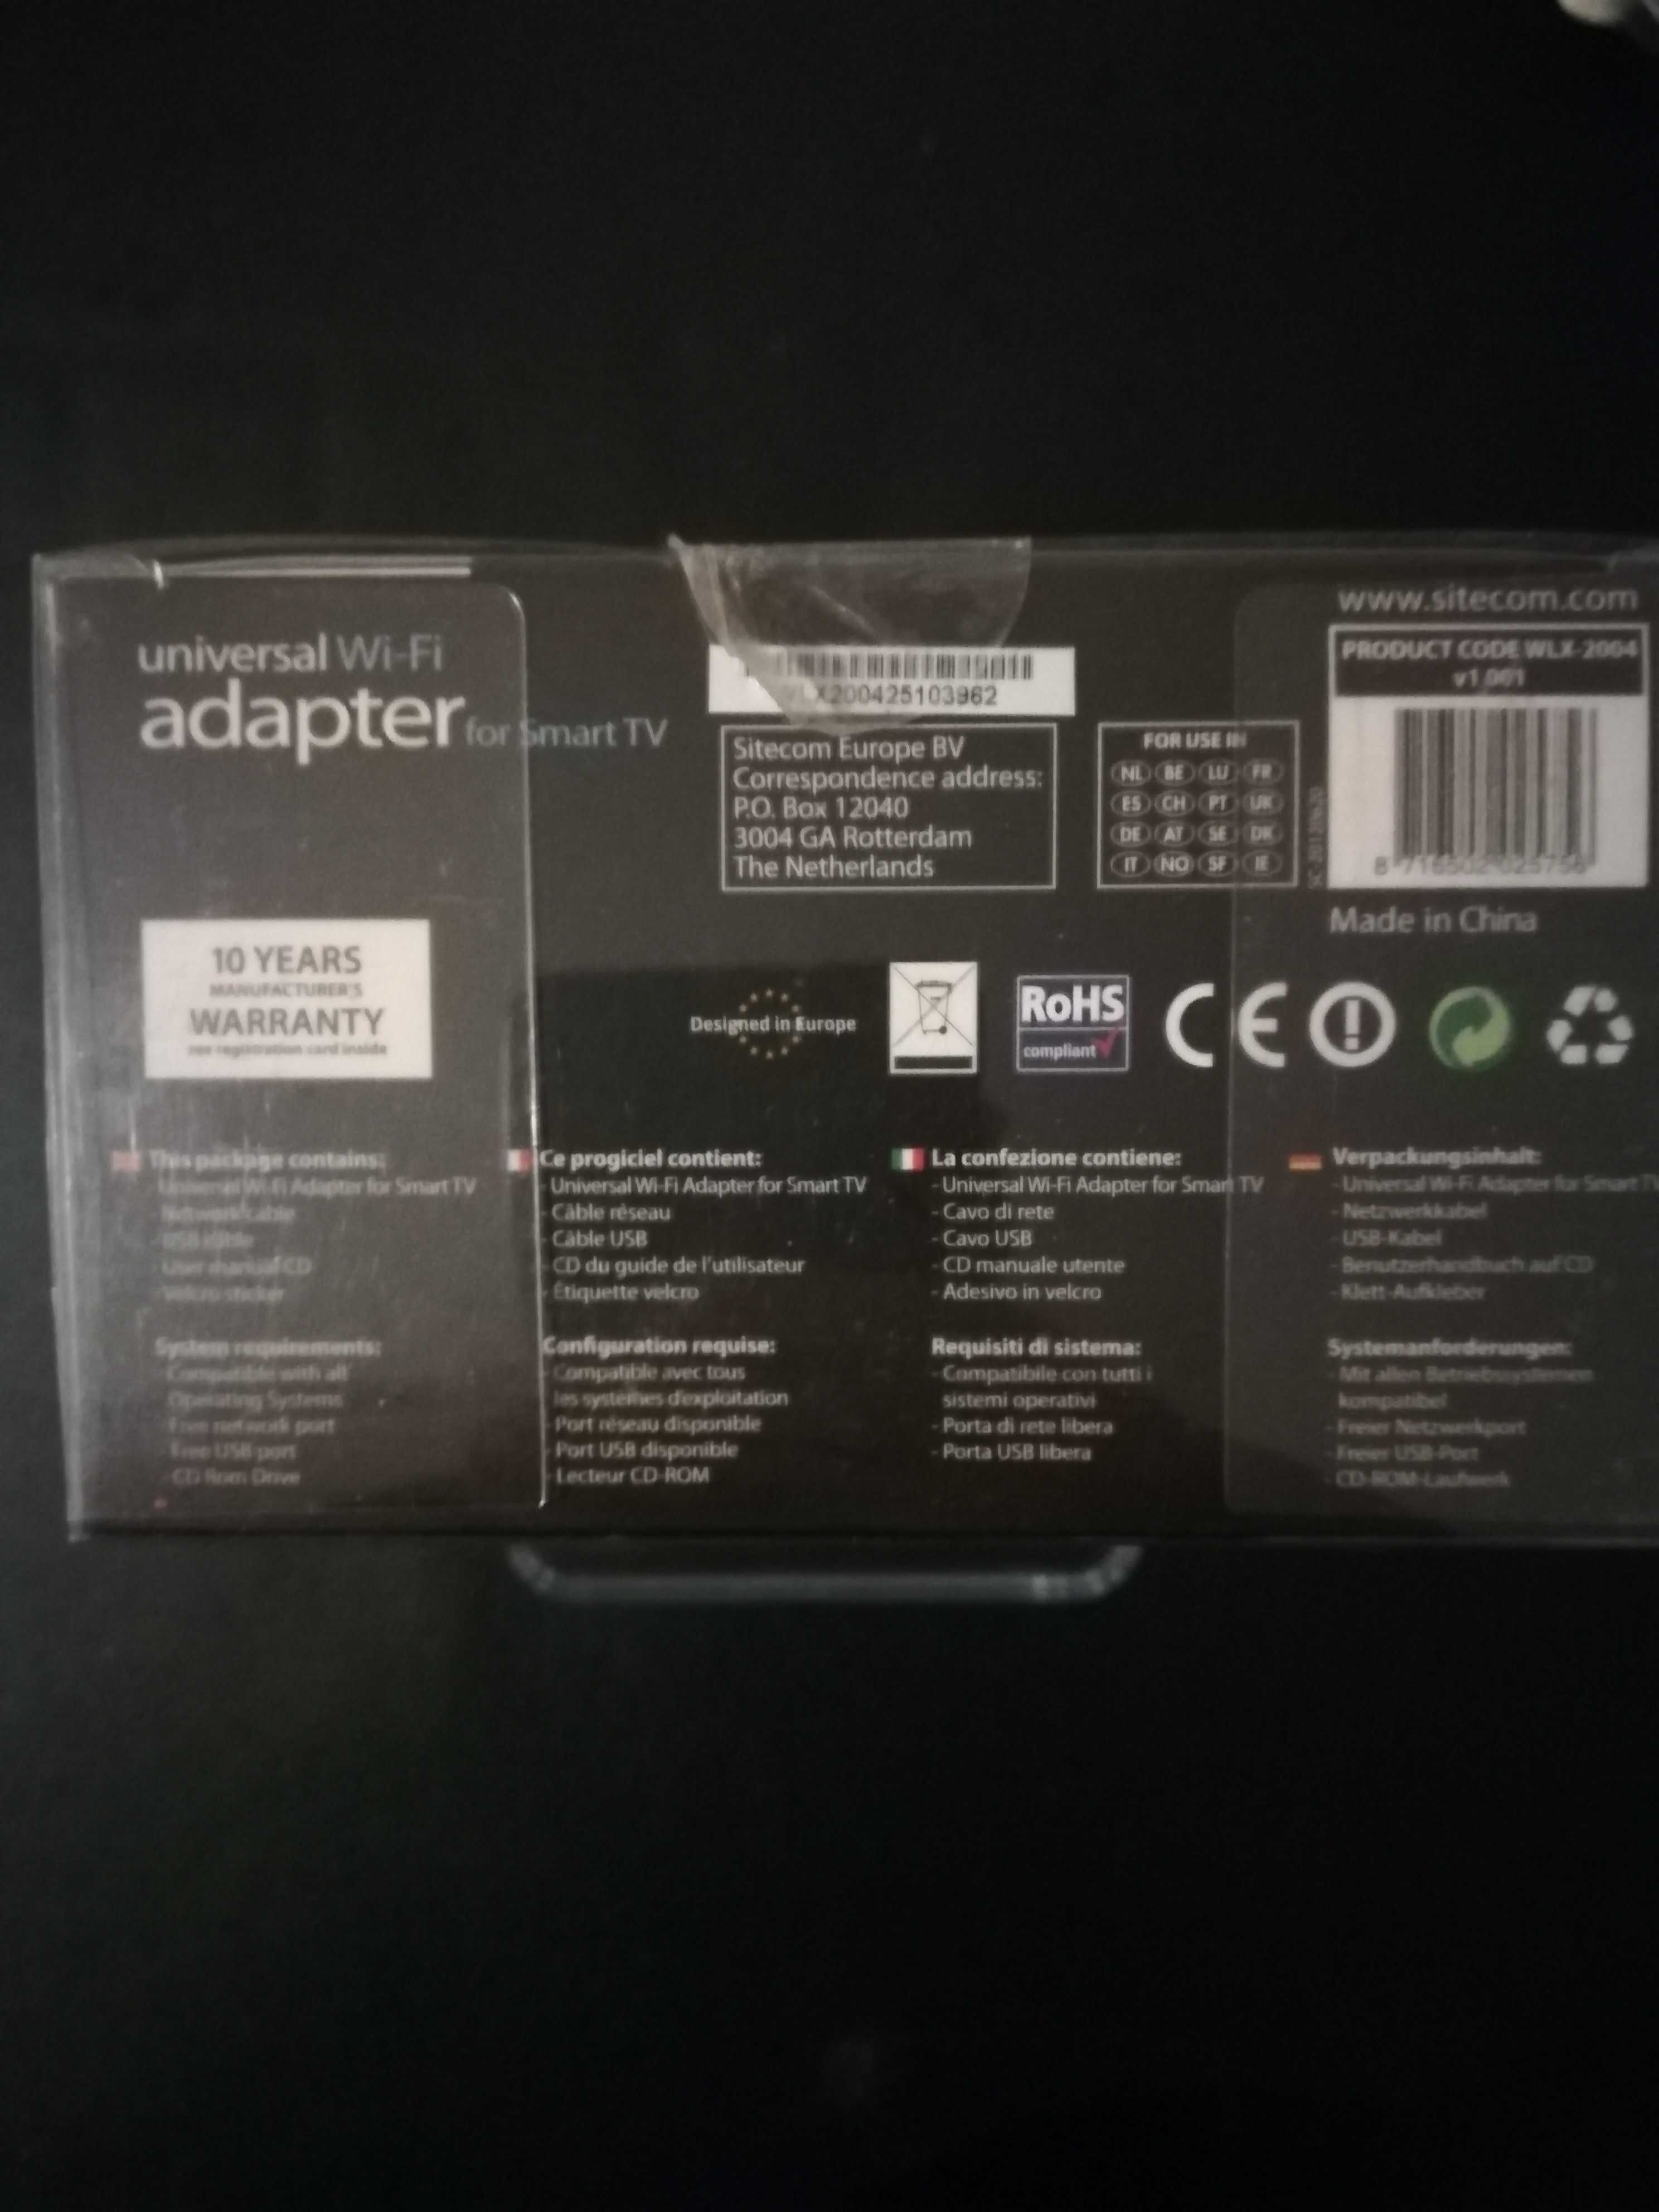 universal Wi-Fi
adapter for Smart TV
X200425103962
Sitecom Europe BV
Correspondence address:
P.O. Box 12040
3004 GA Rotterdam
The Netherlands
FOR USE IN
NL BE LU FR
ES CH PT UK
DE AT SE DK
IT NO SF IE
www.sitecom.com
PRODUCT CODE WLX-2004
v1 001
Made in China
10 YEARS
MANUFACTURER'S
WARRANTY
see registration card inside
Designed in Europe
RoHS
compliant
CE
This package contains:
Universal Wi-Fi Adapter for Smart TV
- Network cable
- USB cable
- User manual CD
- Velcro sticker
System requirements:
- Compatible with all
Operating Systems
- Free network port
- Free USB port
- CD Rom Drive
Ce progiciel contient:
- Universal Wi-Fi Adapter for Smart TV
- Câble réseau
- Câble USB
- CD du guide de l'utilisateur
- Étiquette velcro
Configuration requise:
- Compatible avec tous
les systèmes d'exploitation
- Port réseau disponible
- Port USB disponible
- Lecteur CD-ROM
La confezione contiene:
- Universal Wi-Fi Adapter for Smart TV
- Cavo di rete
- Cavo USB
- CD manuale utente
- Adesivo in velcro
Requisiti di sistema:
- Compatibile con tutti i
sistemi operativi
- Porta di rete libera
- Porta USB libera
Verpackungsinhalt:
- Universal Wi-Fi Adapter for Smart TV
- Netzwerkkabel
- USB-Kabel
- Benutzerhandbuch auf CD
- Klett-Aufkleber
Systemanforderungen:
- Mit allen Betriebssystemen
kompatibel
- Freier Netzwerkport
- Freier USB-Port
- CD-ROM-Laufwerk